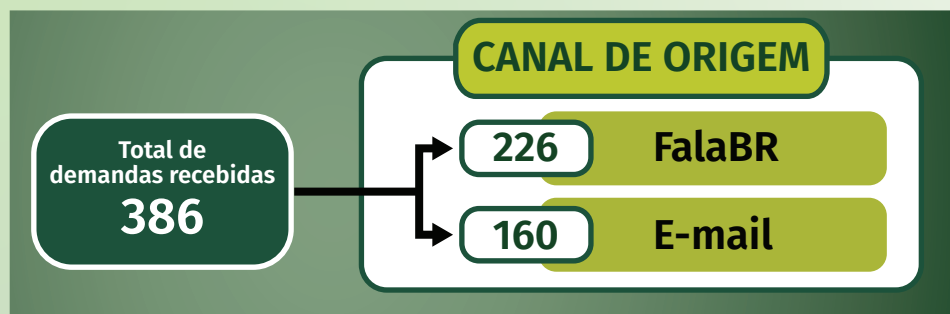 CANAL DE ORIGEM
Total de
demandas recebidas
386
226 FalaBR
160 E-mail